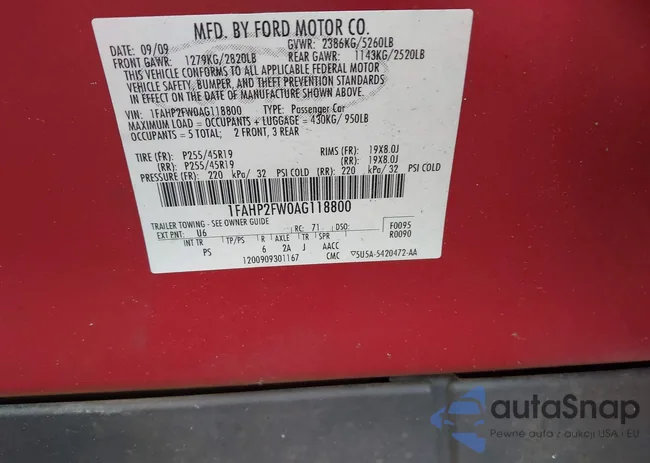 MFD. BY FORD MOTOR CO.
DATE: 09/09 GVWR: 2386KG/5260LB
FRONT GAWR: 1279KG/2820LB REAR GAWR: 1143KG/2520LB
THIS VEHICLE CONFORMS TO ALL APPLICABLE FEDERAL MOTOR
VEHICLE SAFETY, BUMPER, AND THEFT PREVENTION STANDARDS
IN EFFECT ON THE DATE OF MANUFACTURE SHOWN ABOVE.
VIN: 1FAHP2FW0AG118800 TYPE: Passenger Car
MAXIMUM LOAD = OCCUPANTS + LUGGAGE = 430KG/950LB
OCCUPANTS = 5 TOTAL; 2 FRONT, 3 REAR
TIRE (FR): P255/45R19 RIMS (FR): 19X8.0J
(RR): P255/45R19 (RR): 19X8.0J
PRESSURE (FR): 220 kPa/ 32 PSI COLD (RR): 220 kPa/ 32 PSI COLD
1FAHP2FW0AG118800
TRAILER TOWING - SEE OWNER GUIDE
EXT PNT: U6 RC: 71 DSO: F0095
R0090
INT TR TP/PS R AXLE TR SPR
PS 6 2A J AACC
1200909301167 CMC 5U5A-5420472-AA
autaSnap
Pewne auta z aukcji USA i EU